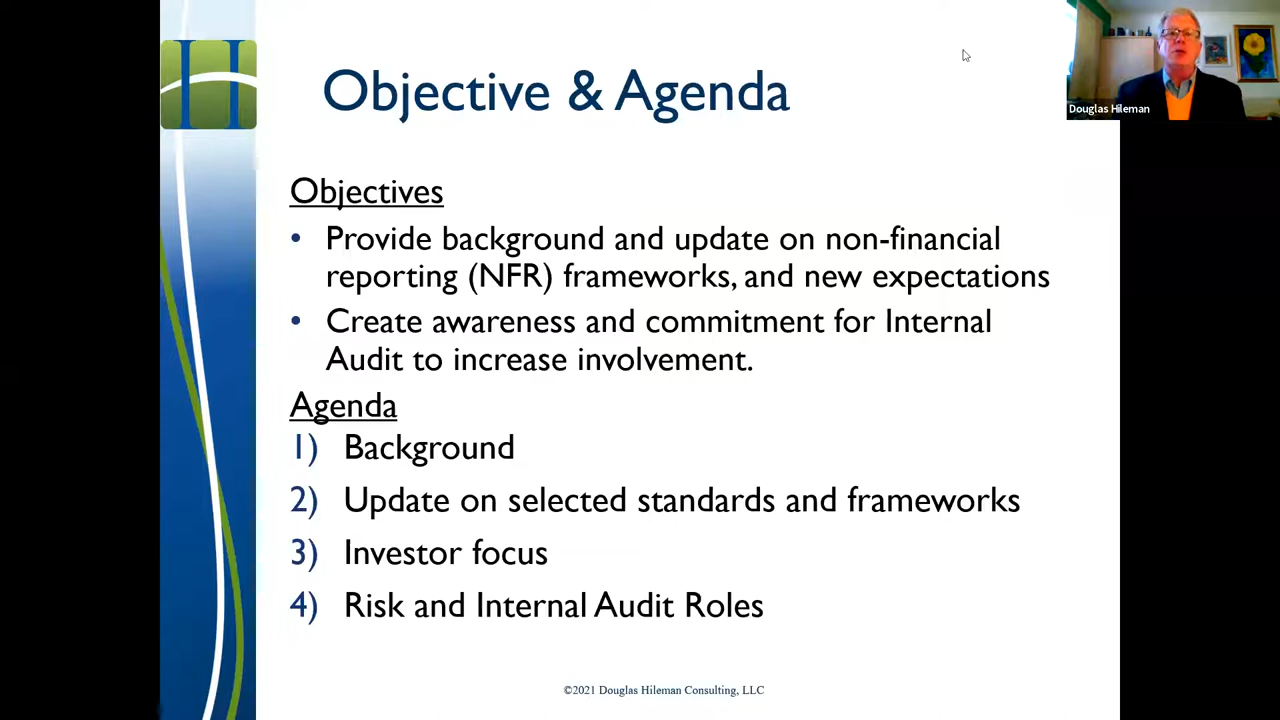 Objective & Agenda
Douglas Hileman
Objectives
• Provide background and update on non-financial
reporting (NFR) frameworks, and new expectations
• Create awareness and commitment for Internal
Audit to increase involvement.
Agenda
1) Background
2) Update on selected standards and frameworks
3) Investor focus
4) Risk and Internal Audit Roles
©2021 Douglas Hileman Consulting, LLC